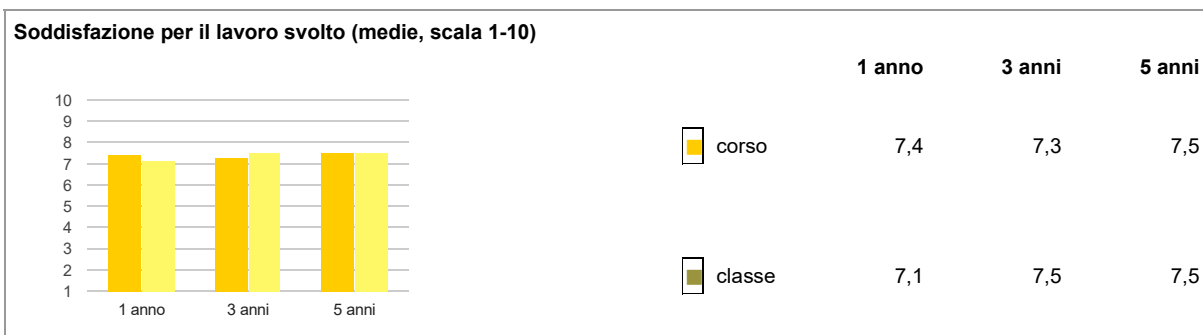 Soddisfazione per il lavoro svolto (medie, scala 1-10)
1 anno 3 anni 5 anni
10
9
8
7
6
5
4
3
2
1
1 anno 3 anni 5 anni
corso 7,4 7,3 7,5
classe 7,1 7,5 7,5